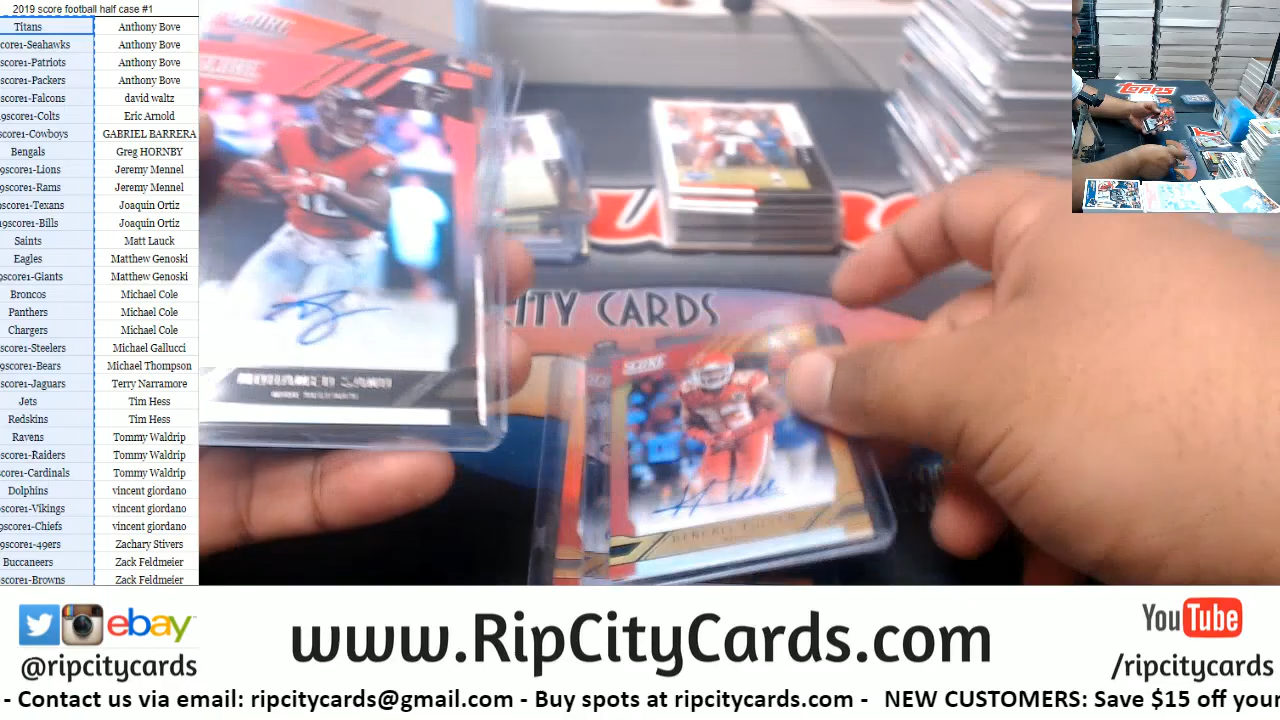 2019 score football half case #1
Titans Anthony Bove
core1-Seahawks Anthony Bove
score1-Patriots Anthony Bove
score1-Packers Anthony Bove
score1-Falcons david waltz
9score1-Colts Eric Arnold
core1-Cowboys GABRIEL BARRERA
Bengals Greg HORNBY
9score1-Lions Jeremy Mennel
9score1-Rams Jeremy Mennel
score1-Texans Joaquin Ortiz
19score1-Bills Joaquin Ortiz
Saints Matt Lauck
Eagles Matthew Genoski
9score1-Giants Matthew Genoski
Broncos Michael Cole
Panthers Michael Cole
Chargers Michael Cole
score1-Steelers Michael Gallucci
9score1-Bears Michael Thompson
score1-Jaguars Terry Narramore
Jets Tim Hess
Redskins Tim Hess
Ravens Tommy Waldrip
score1-Raiders Tommy Waldrip
core1-Cardinals Tommy Waldrip
Dolphins vincent giordano
score1-Vikings vincent giordano
9score1-Chiefs vincent giordano
9score1-49ers Zachary Stivers
Buccaneers Zack Feldmeier
score1-Browns Zack Feldmeier
SCORE
CITY CARDS
SCORE
topps
ebay
@ripcitycards
www.RipCityCards.com
YouTube
/ripcitycards
- Contact us via email: ripcitycards@gmail.com - Buy spots at ripcitycards.com - NEW CUSTOMERS: Save $15 off your